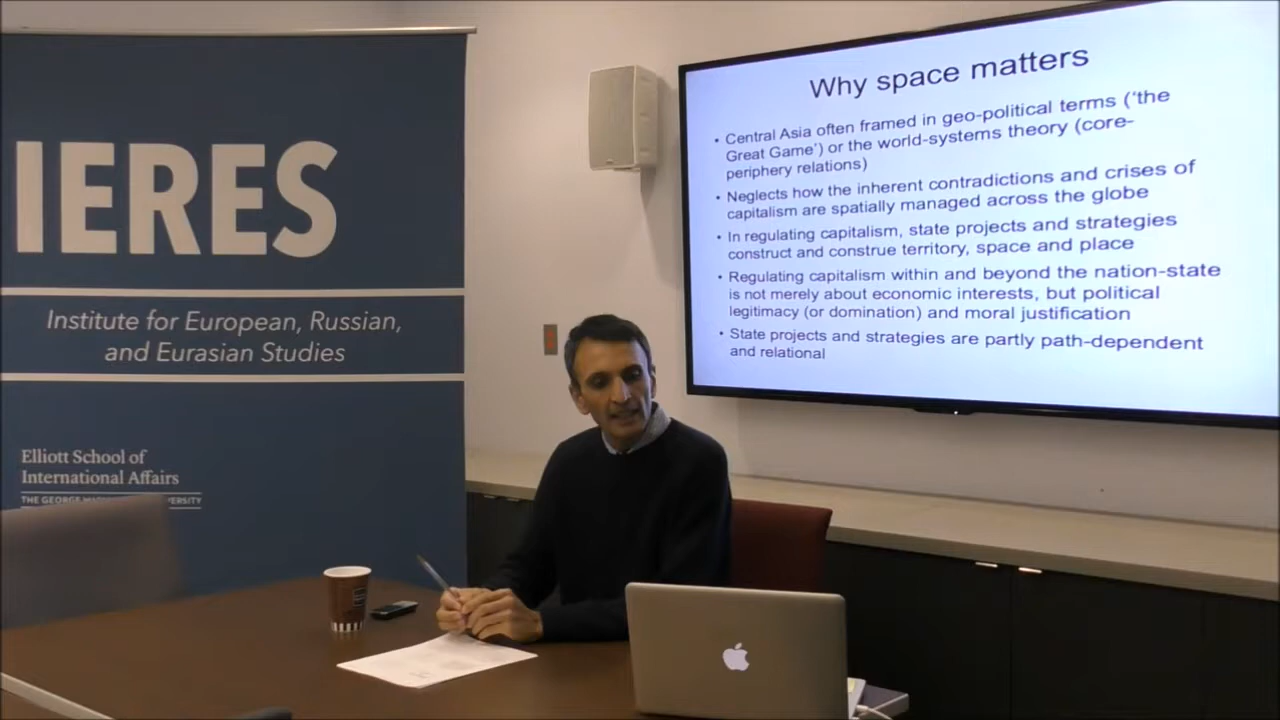 IERES
Institute for European, Russian,
and Eurasian Studies
Elliott School of
International Affairs
THE GEORGE
Why space matters
• Central Asia often framed in geo-political terms (‘the
Great Game’) or the world-systems theory (core-
periphery relations)
• Neglects how the inherent contradictions and crises of
capitalism are spatially managed across the globe
• In regulating capitalism, state projects and strategies
construct and construe territory, space and place
• Regulating capitalism within and beyond the nation-state
is not merely about economic interests, but political
legitimacy (or domination) and moral justification
• State projects and strategies are partly path-dependent
and relational